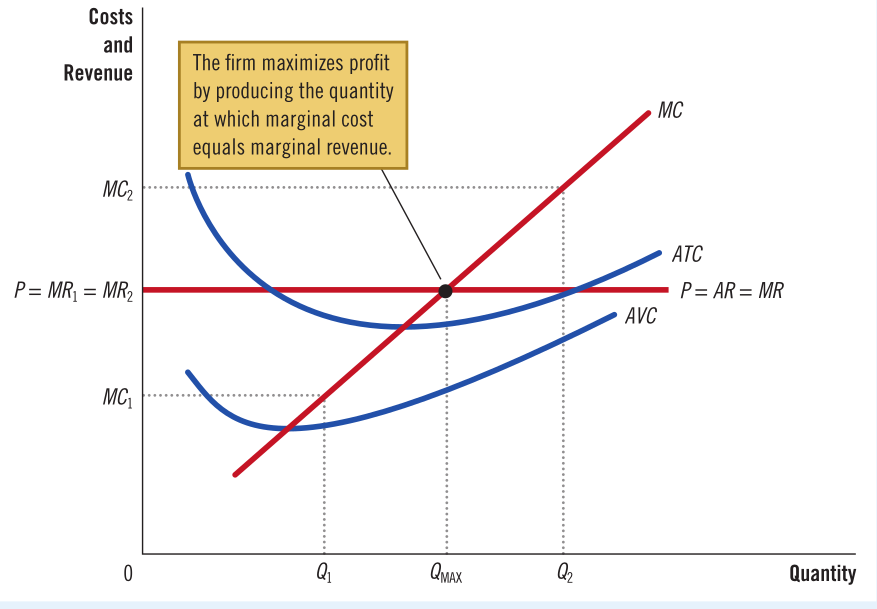 Costs
and
Revenue
The firm maximizes profit
by producing the quantity
at which marginal cost
equals marginal revenue.
MC
MC₂
ATC
P = MR₁ = MR₂
P = AR = MR
AVC
MC₁
0
Q₁
Q_MAX
Q₂
Quantity